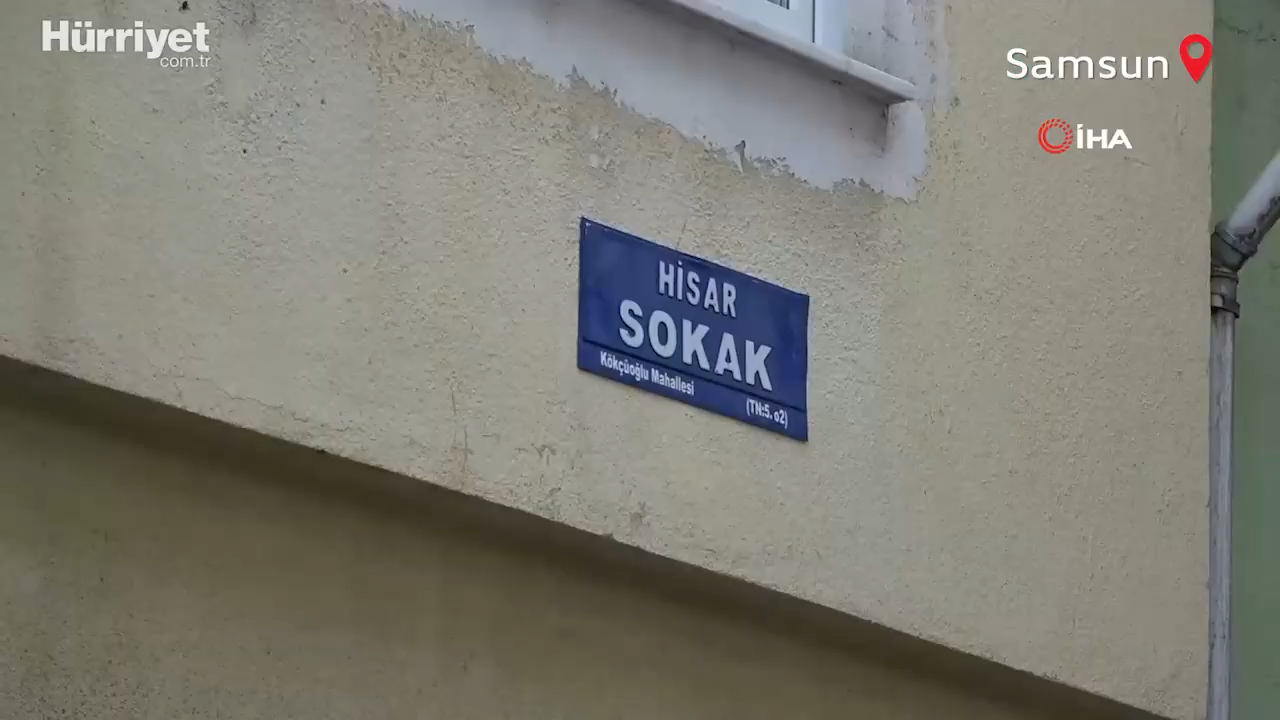 Hürriyet
com.tr
Samsun
İHA
HİSAR
SOKAK
Kökçüoğlu Mahallesi
(TN:5. o2)